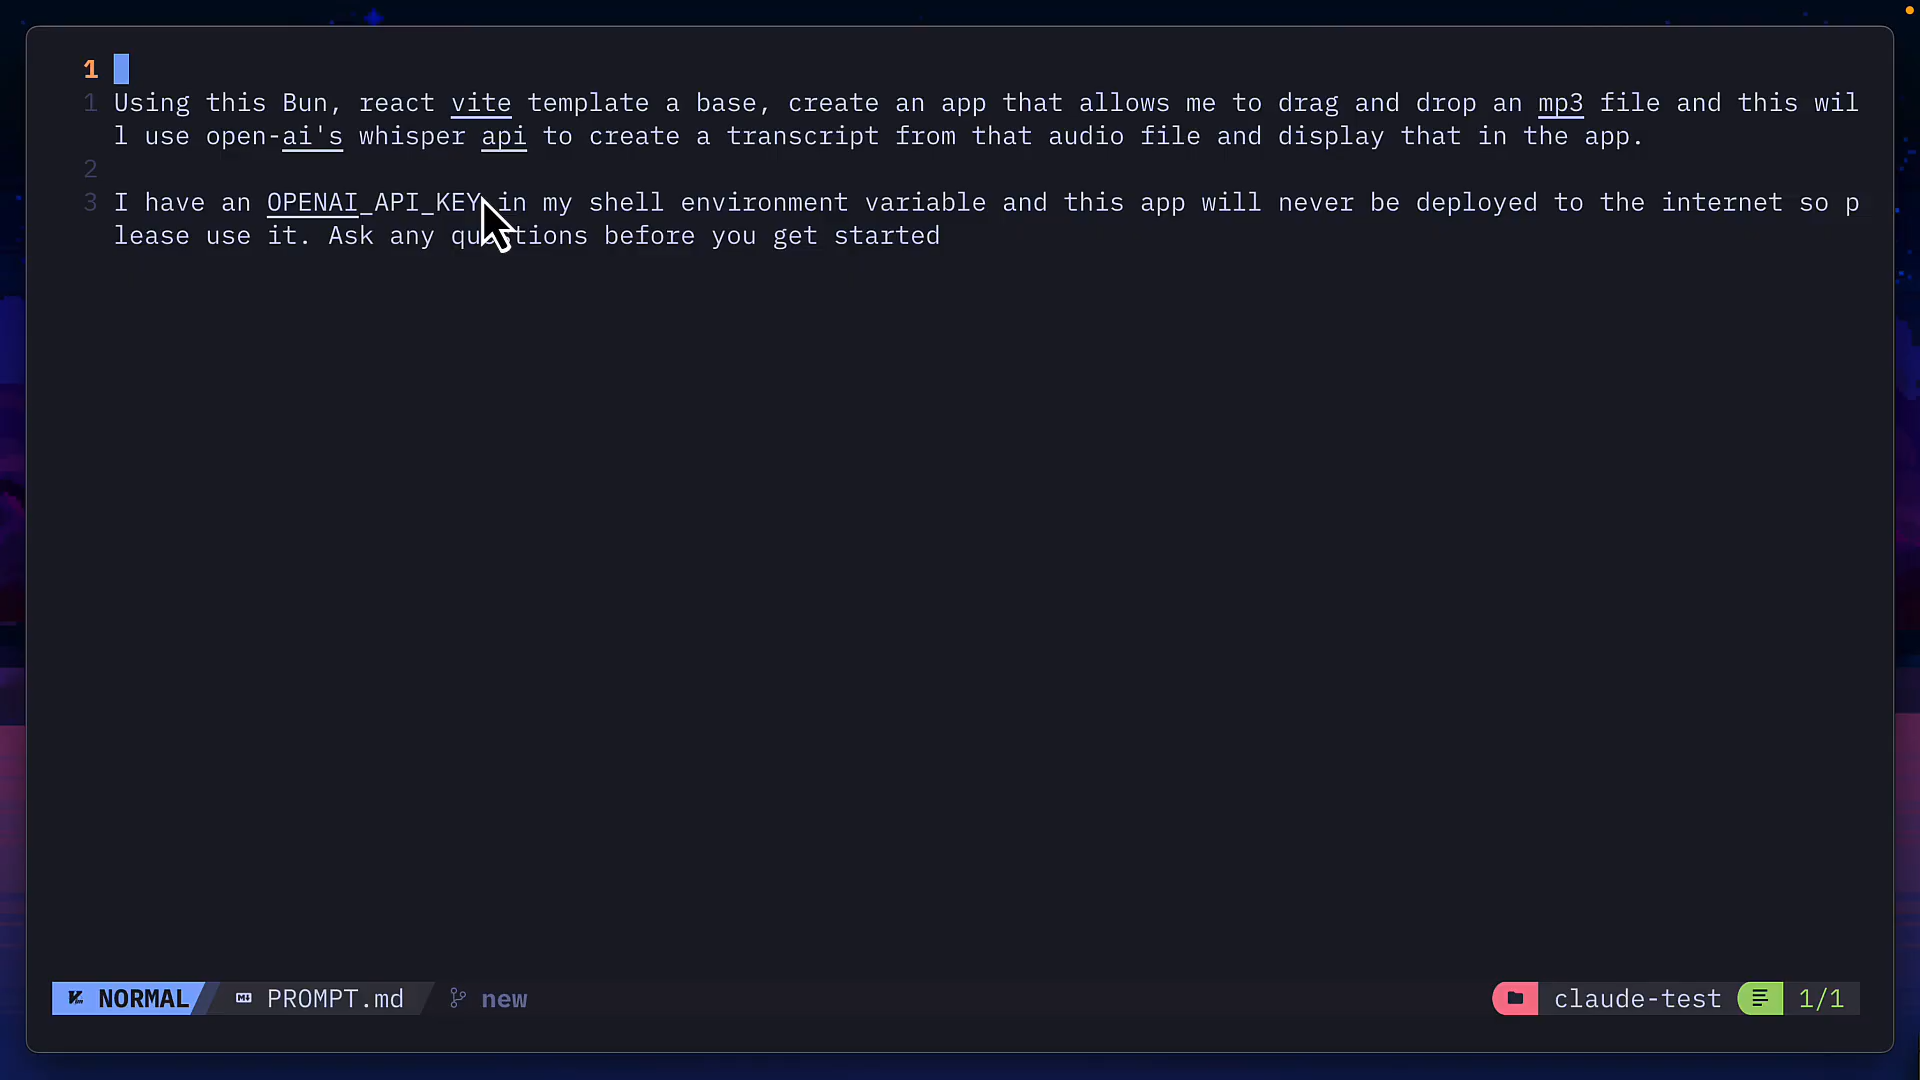 1
1 Using this Bun, react vite template a base, create an app that allows me to drag and drop an mp3 file and this wil
l use open-ai's whisper api to create a transcript from that audio file and display that in the app.
2
3 I have an OPENAI_API_KEY in my shell environment variable and this app will never be deployed to the internet so p
lease use it. Ask any qu tions before you get started
NORMAL PROMPT.md new claude-test 1/1